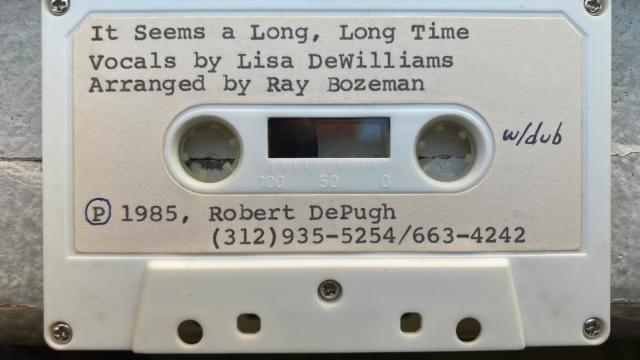 It Seems a Long, Long Time
Vocals by Lisa DeWilliams
Arranged by Ray Bozeman
w/dub
100 50 0
Ⓟ 1985, Robert DePugh
(312)935-5254/663-4242